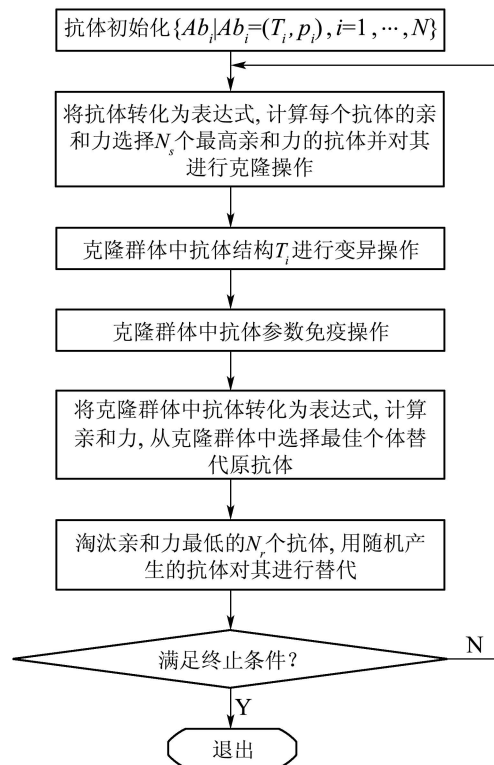 抗体初始化{Ab_i|Ab_i=(T_i,p_i),i=1,…,N}
将抗体转化为表达式,计算每个抗体的亲
和力选择N_s个最高亲和力的抗体并对其
进行克隆操作
克隆群体中抗体结构T_i进行变异操作
克隆群体中抗体参数免疫操作
将克隆群体中抗体转化为表达式,计算
亲和力,从克隆群体中选择最佳个体替
代原抗体
淘汰亲和力最低的N_r个抗体,用随机产
生的抗体对其进行替代
满足终止条件?
N
Y
退出